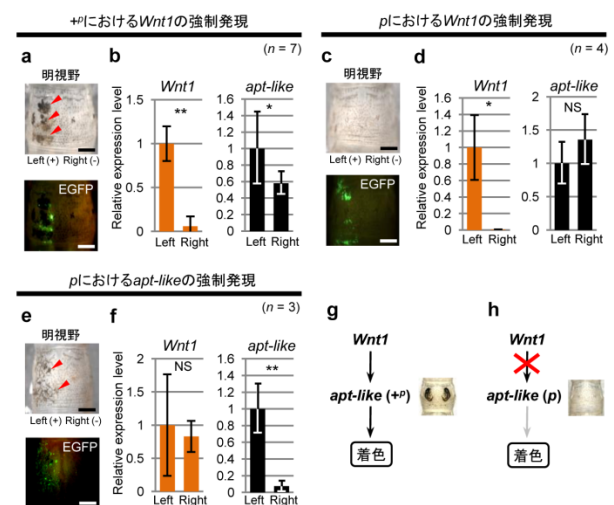 +ᵖにおけるWnt1の強制発現
(n = 7)
a
明視野
Left (+) Right (-)
EGFP
b
Relative expression level
Wnt1
**
1.4
1.2
1
0.8
0.6
0.4
0.2
0
Left Right
apt-like
*
1.6
1.4
1.2
1
0.8
0.6
0.4
0.2
0
Left Right
pにおけるWnt1の強制発現
(n = 4)
c
明視野
Left (+) Right (-)
EGFP
d
Relative expression level
Wnt1
*
1.6
1.4
1.2
1
0.8
0.6
0.4
0.2
0
Left Right
apt-like
NS
2
1.5
1
0.5
0
Left Right
pにおけるapt-likeの強制発現
(n = 3)
e
明視野
Left (+) Right (-)
EGFP
f
Relative expression level
Wnt1
NS
2
1.5
1
0.5
0
Left Right
apt-like
**
1.4
1.2
1
0.8
0.6
0.4
0.2
0
Left Right
g
Wnt1
apt-like (+ᵖ)
着色
h
Wnt1
apt-like (p)
着色